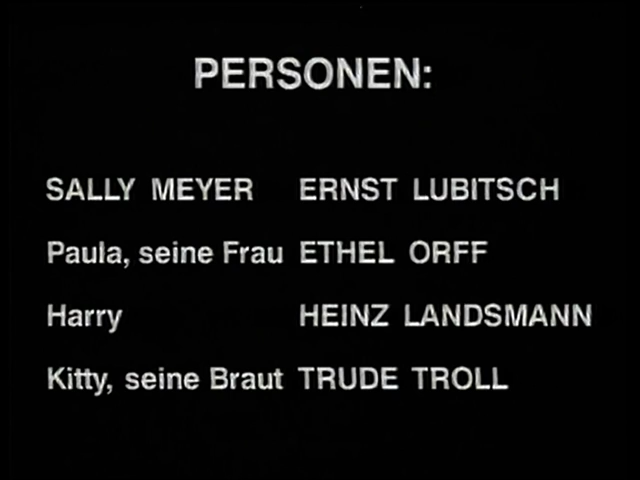 PERSONEN:
SALLY MEYER ERNST LUBITSCH
Paula, seine Frau ETHEL ORFF
Harry HEINZ LANDSMANN
Kitty, seine Braut TRUDE TROLL